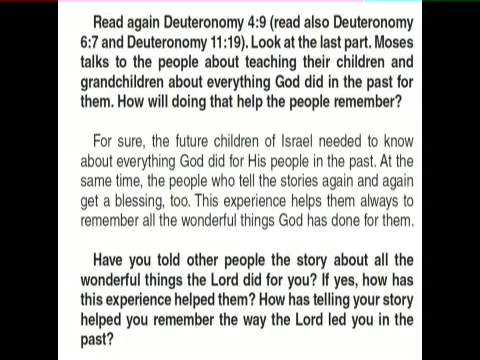 Read again Deuteronomy 4:9 (read also Deuteronomy
6:7 and Deuteronomy 11:19). Look at the last part. Moses
talks to the people about teaching their children and
grandchildren about everything God did in the past for
them. How will doing that help the people remember?
For sure, the future children of Israel needed to know
about everything God did for His people in the past. At the
same time, the people who tell the stories again and again
get a blessing, too. This experience helps them always to
remember all the wonderful things God has done for them.
Have you told other people the story about all the
wonderful things the Lord did for you? If yes, how has
this experience helped them? How has telling your story
helped you remember the way the Lord led you in the
past?